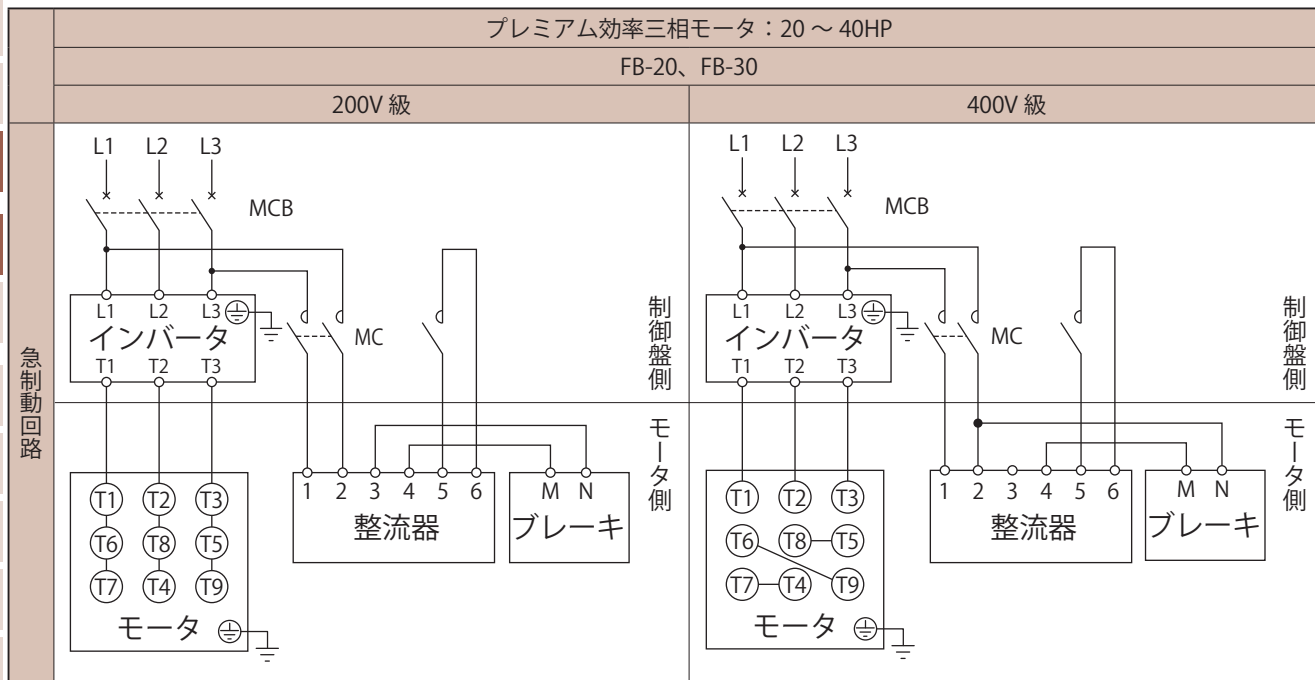 プレミアム効率三相モータ：20 ～ 40HP
FB-20、FB-30
200V 級
400V 級
急制動回路
L1 L2 L3
MCB
L1 L2 L3
インバータ
T1 T2 T3
MC
制御盤側
モータ側
T1 T2 T3
T6 T8 T5
T7 T4 T9
モータ
1 2 3 4 5 6
整流器
M N
ブレーキ
L1 L2 L3
MCB
L1 L2 L3
インバータ
T1 T2 T3
MC
制御盤側
モータ側
T1 T2 T3
T6 T8 T5
T7 T4 T9
モータ
1 2 3 4 5 6
整流器
M N
ブレーキ